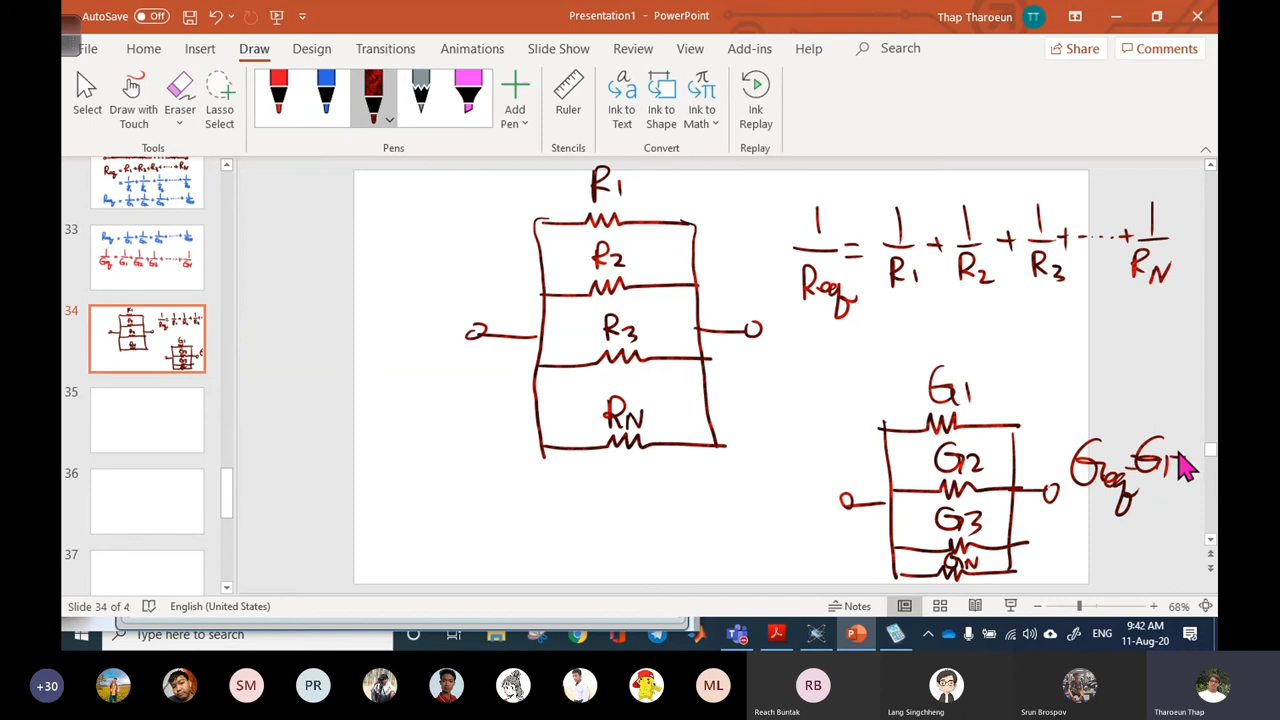 AutoSave Off
Presentation1 - PowerPoint
Thap Tharoeun TT
File Home Insert Draw Design Transitions Animations Slide Show Review View Add-ins Help Search Share Comments
Select
Draw with Touch
Eraser
Lasso Select
Add Pen
Ruler
Ink to Text
Ink to Shape
Ink to Math
Ink Replay
Tools
Pens
Stencils
Convert
Replay
33
34
35
36
37
R1
R2
R3
RN
1/Req = 1/R1 + 1/R2 + 1/R3 + ..... + 1/RN
G1
G2
G3
Geq = G1+
Slide 34 of 4 English (United States) Notes 68%
Type here to search
ENG
9:42 AM
11-Aug-20
+30
SM
PR
ML
RB
Reach Buntak
Lang Singchheng
Srun Brospov
Tharoeun Thap